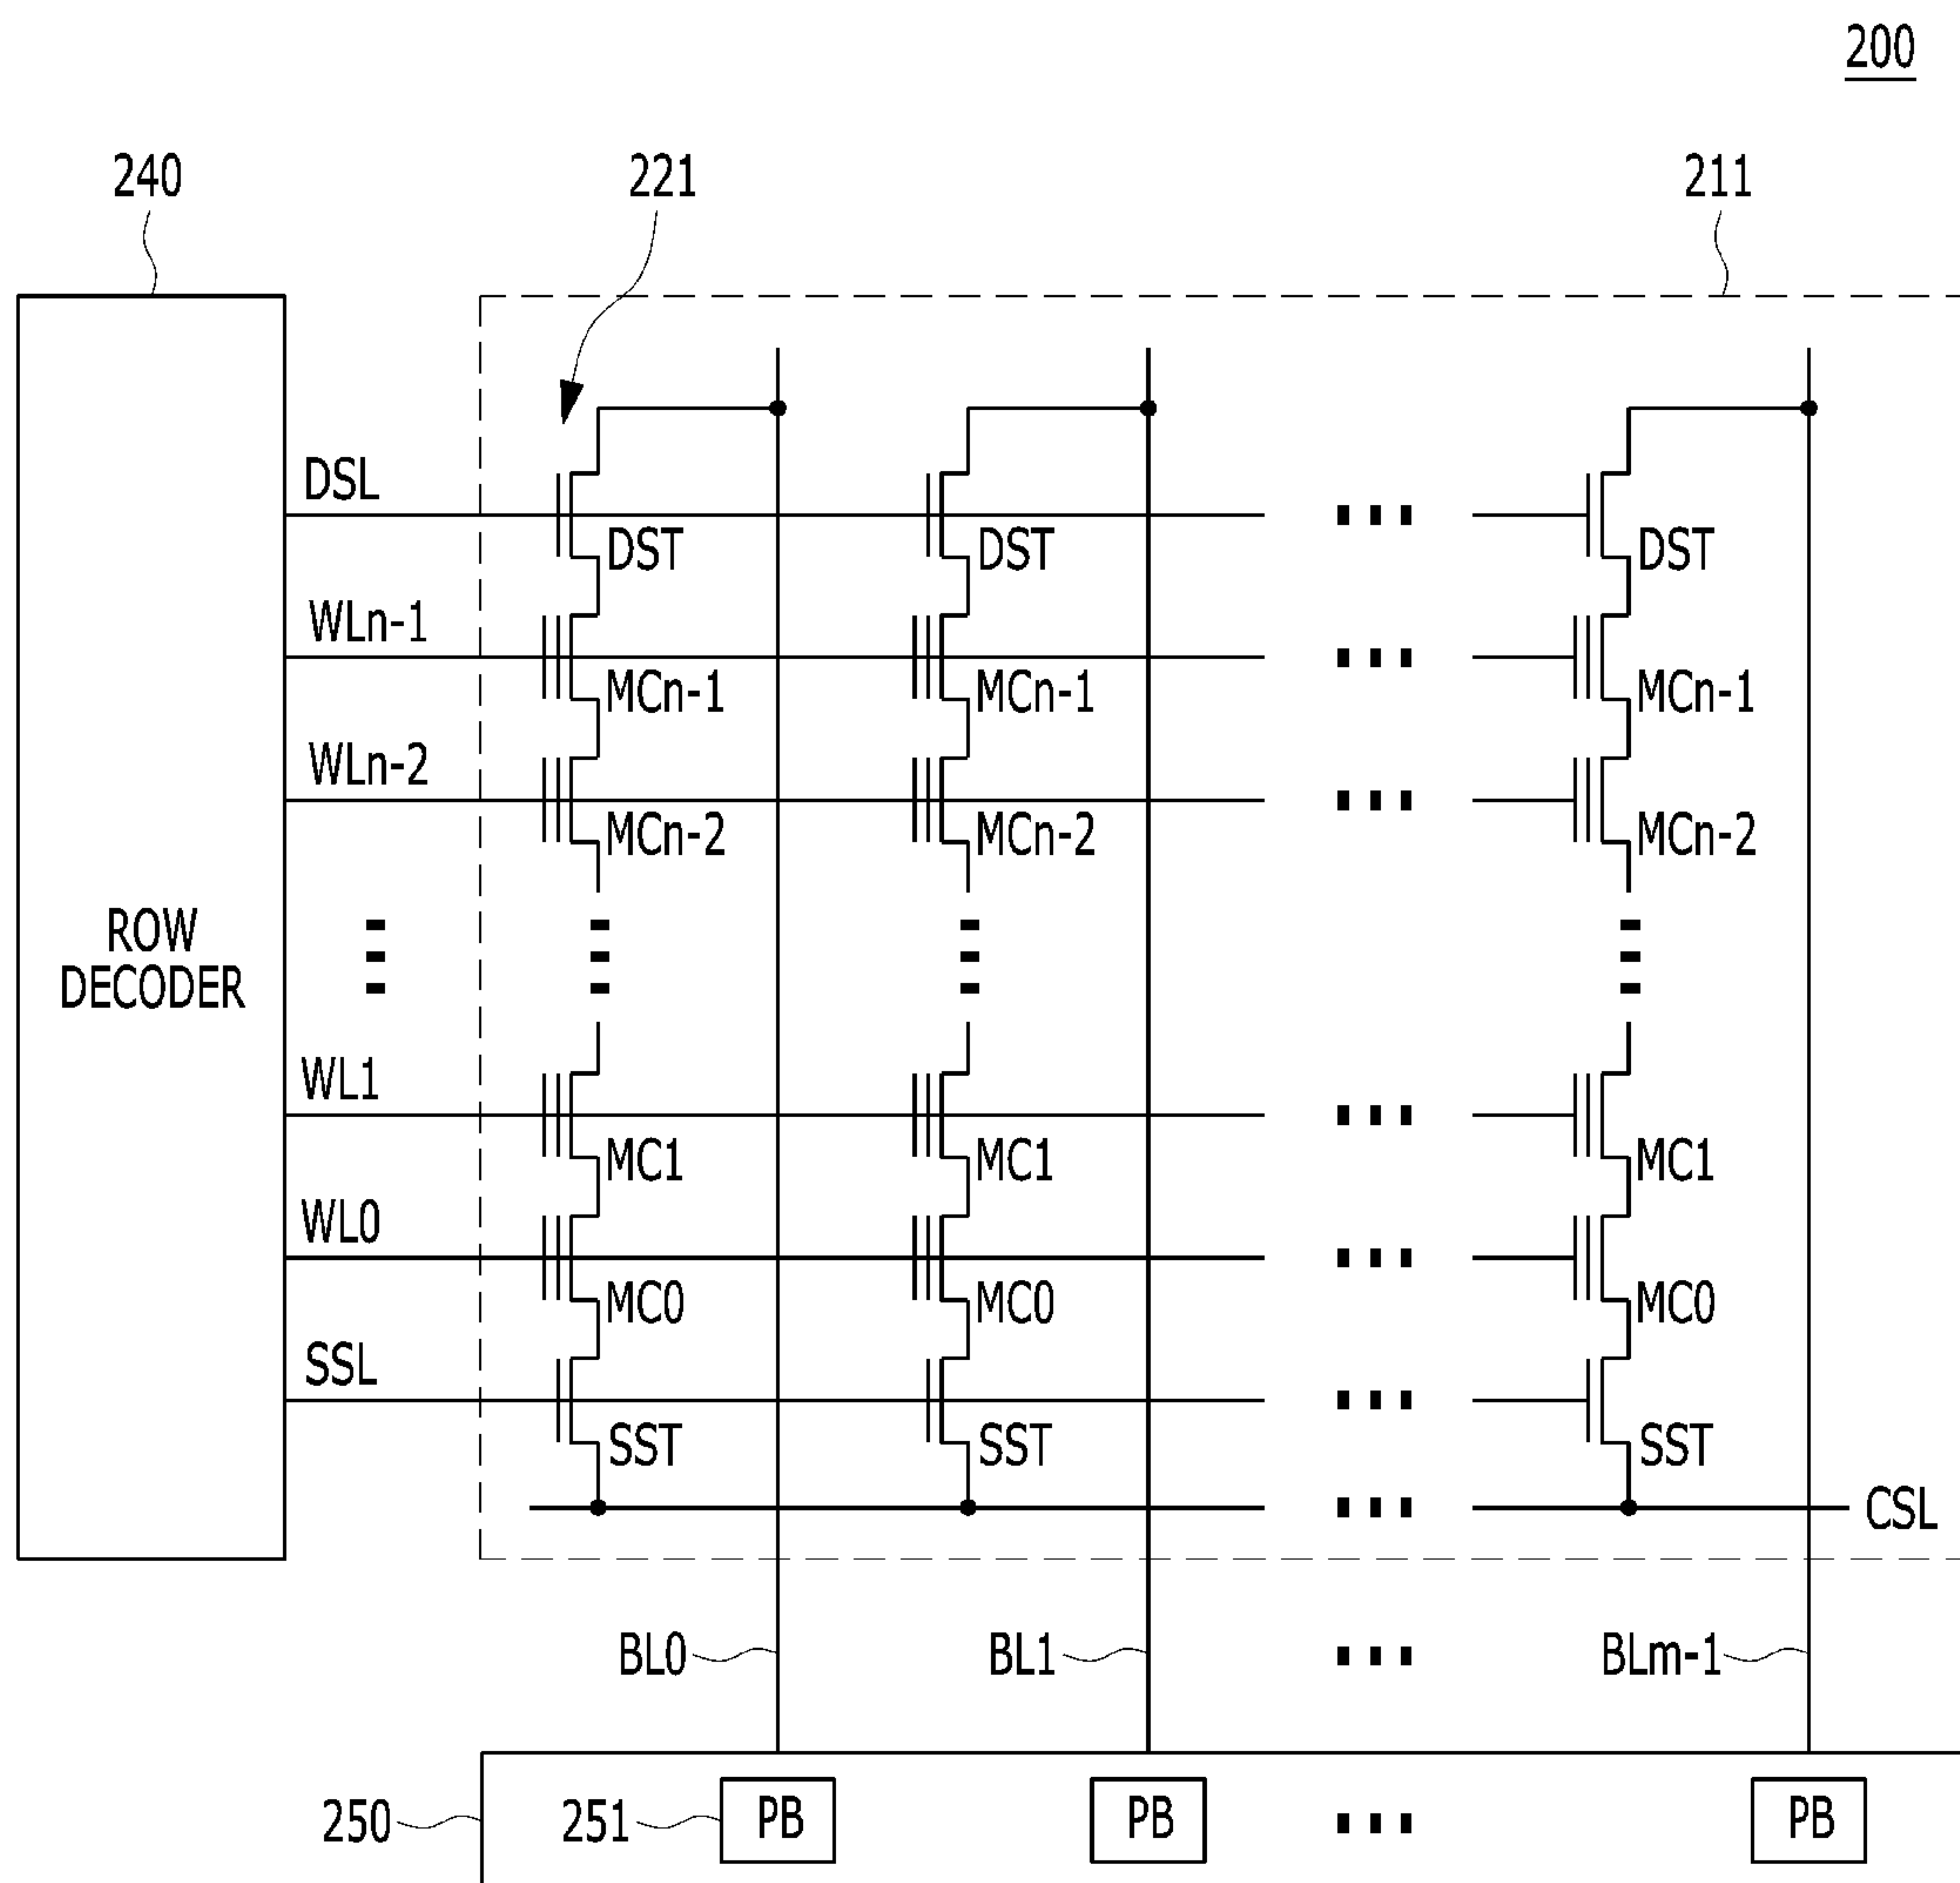 200
240 221 211
DSL
DST DST DST
WLn-1
MCn-1 MCn-1 MCn-1
WLn-2
MCn-2 MCn-2 MCn-2
ROW
DECODER
WL1
MC1 MC1 MC1
WL0
MC0 MC0 MC0
SSL
SST SST SST
CSL
BL0 BL1 BLm-1
250 251 PB PB PB